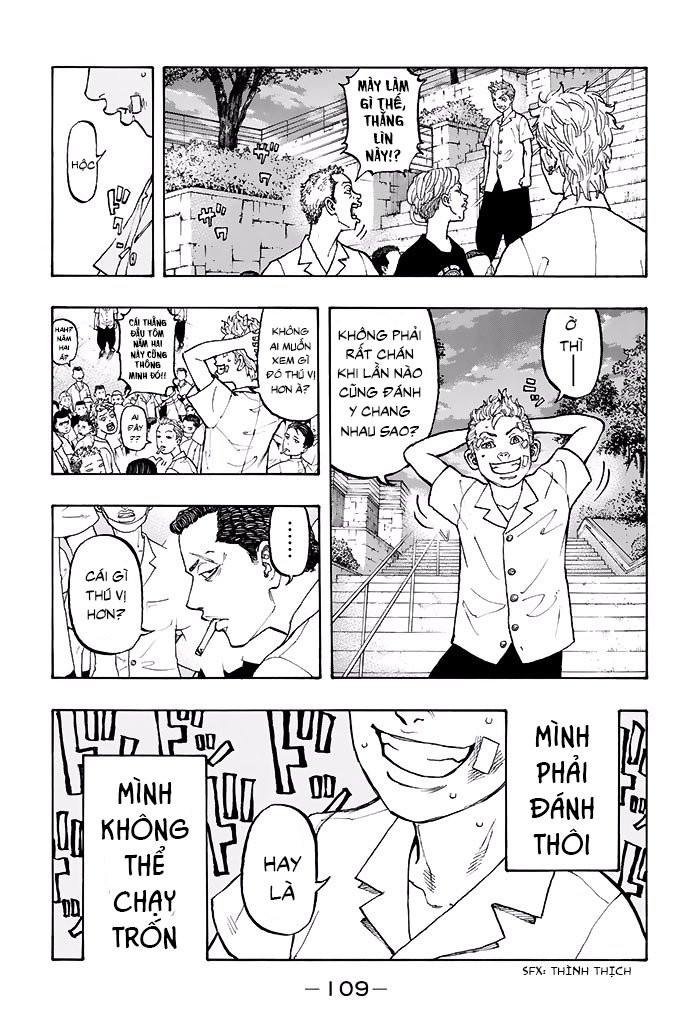 MÀY LÀM
GÌ THẾ,
THẰNG
LÌN
NÀY!?
HỘC
Ờ
THÌ
—
KHÔNG PHẢI
RẤT CHÁN
KHI LẦN NÀO
CŨNG ĐÁNH
Y CHANG
NHAU SAO?
KHÔNG
AI MUỐN
XEM GÌ
ĐÓ THÚ VỊ
HƠN À?
CÁI THẰNG
ĐẦU TÔM
NĂM HAI
NÀY CŨNG
THÔNG
MINH ĐÓ!!
HAH?
NĂM
HAI
Á?
AI
ĐÂY
??
......
CÁI GÌ
THÚ VỊ
HƠN?
MÌNH
PHẢI
ĐÁNH
THÔI
HAY
LÀ
MÌNH
KHÔNG
THỂ
CHẠY
TRỐN
SFX: THÌNH THỊCH
—109—